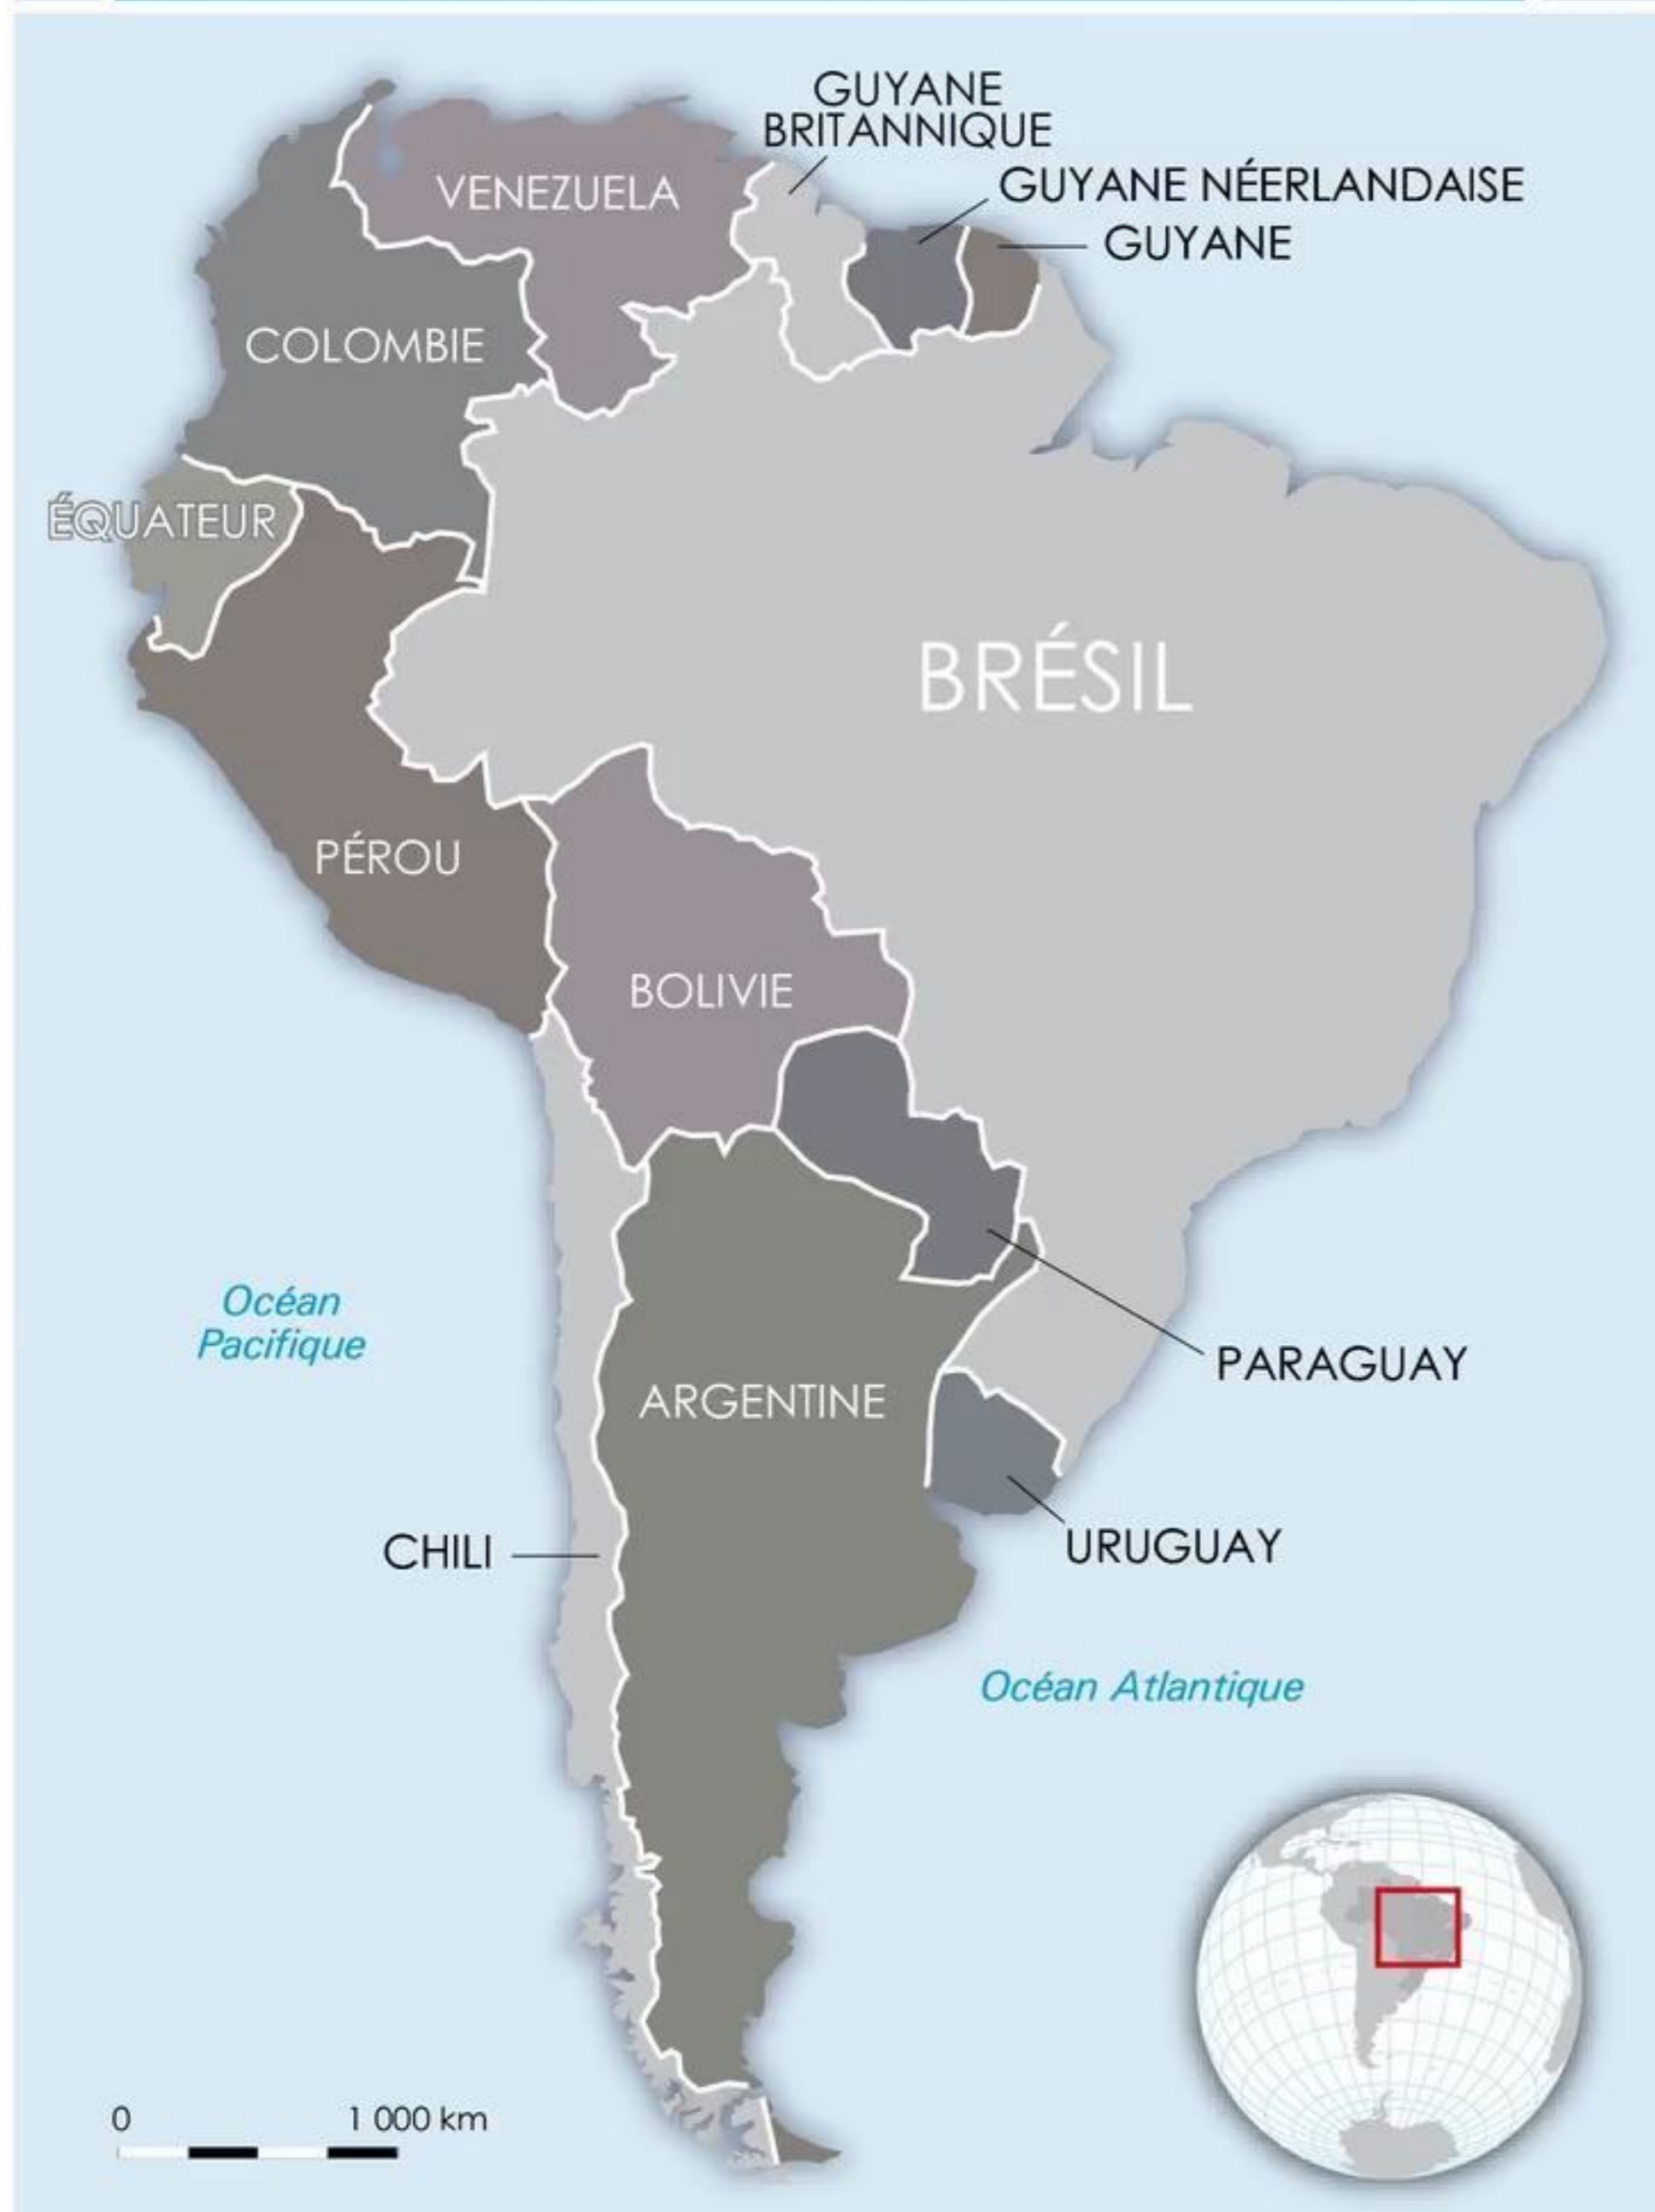 GUYANE
BRITANNIQUE
GUYANE NÉERLANDAISE
VENEZUELA
GUYANE
COLOMBIE
ÉQUATEUR
BRÉSIL
PÉROU
BOLIVIE
Océan
Pacifique
PARAGUAY
ARGENTINE
CHILI
URUGUAY
Océan Atlantique
0 1 000 km